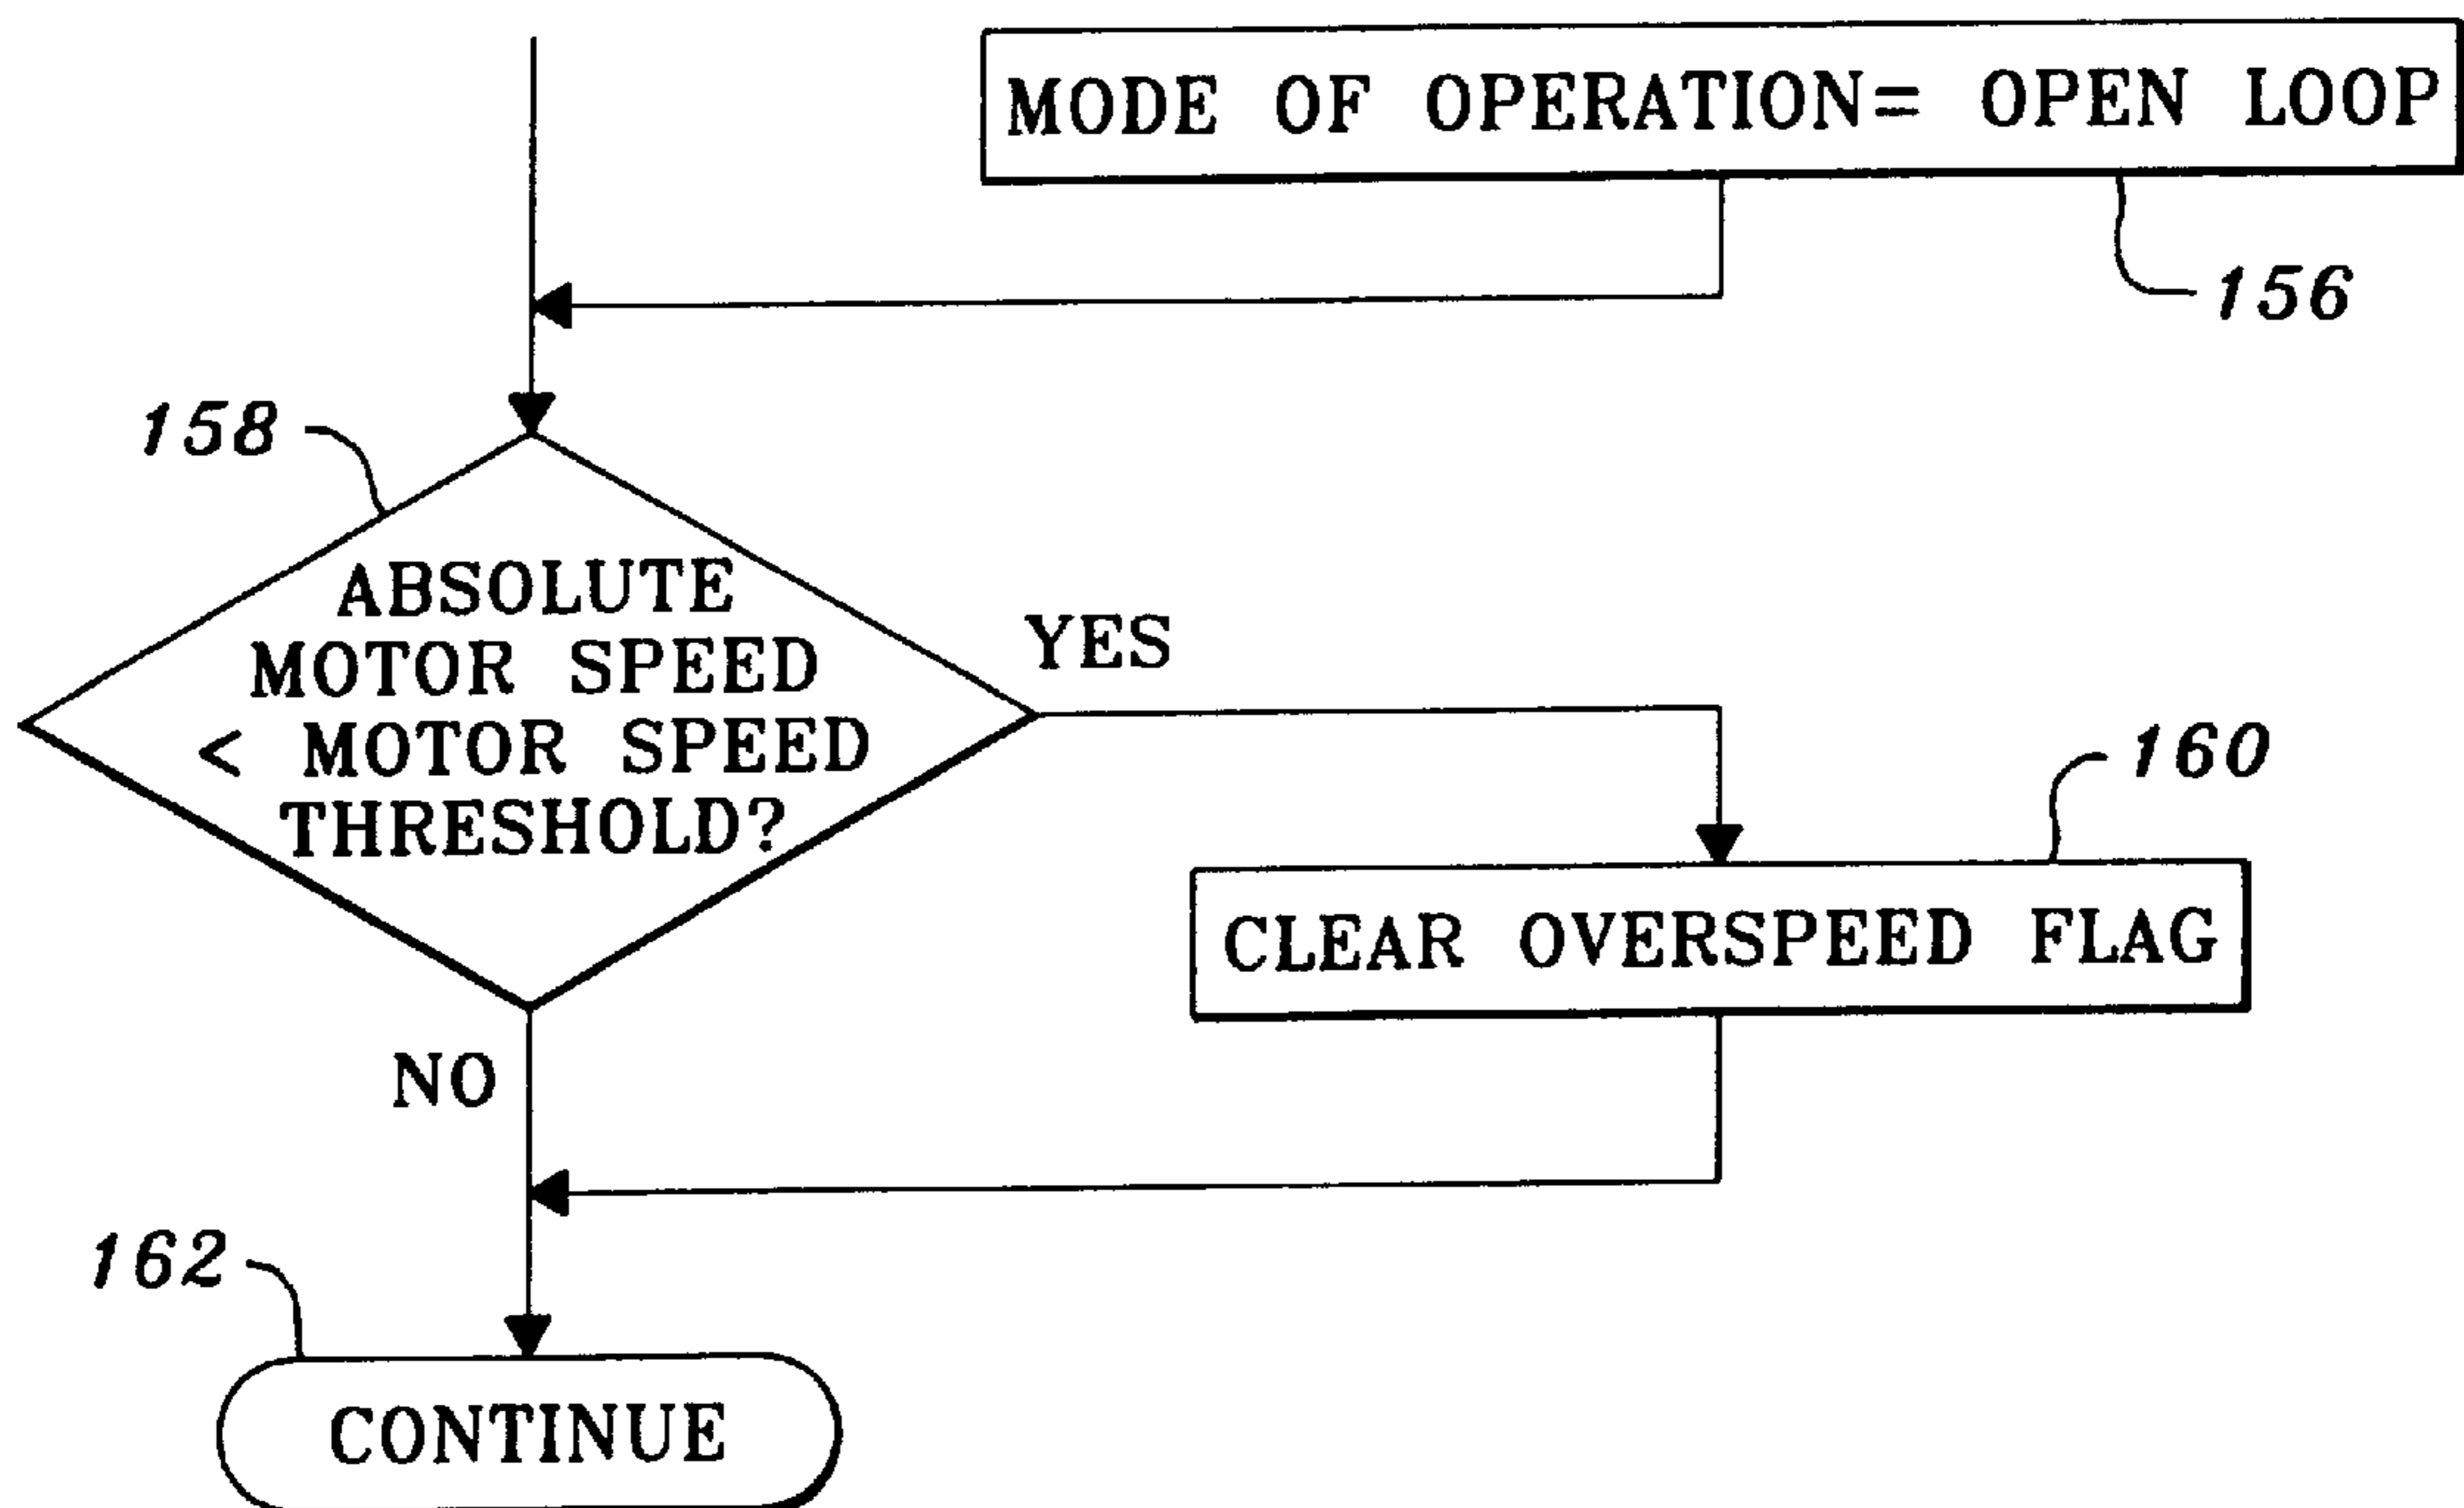 MODE OF OPERATION= OPEN LOOP
156
158
ABSOLUTE
MOTOR SPEED
< MOTOR SPEED
THRESHOLD?
YES
160
CLEAR OVERSPEED FLAG
NO
162
CONTINUE